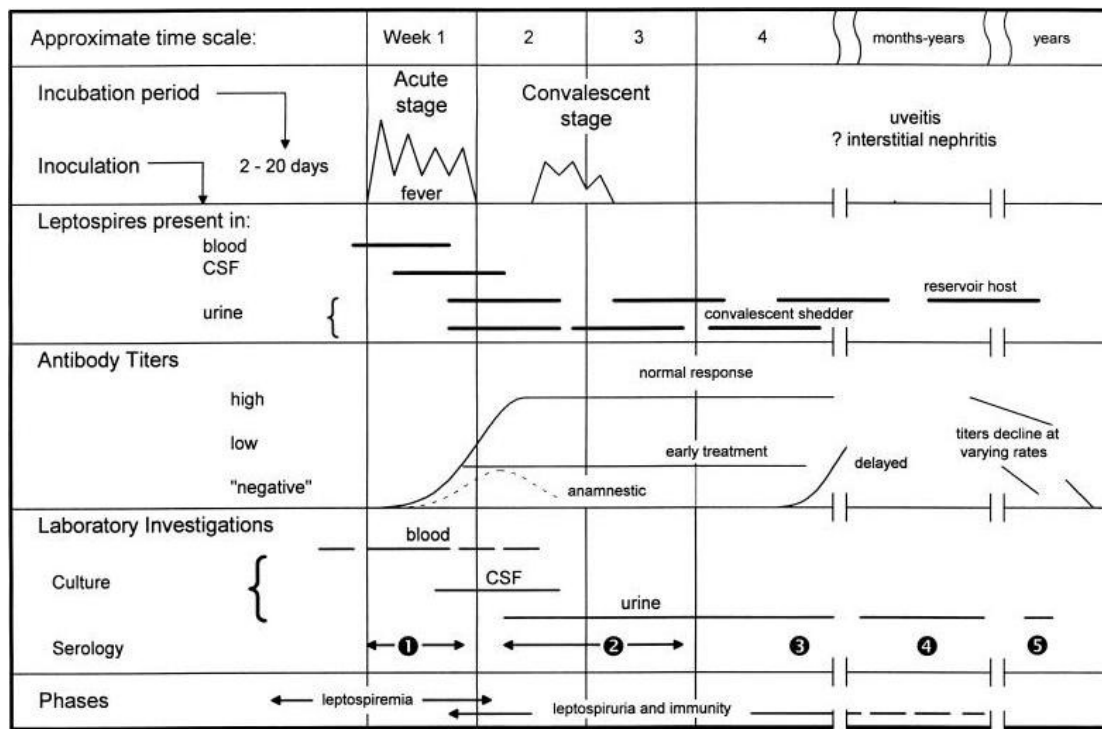 Approximate time scale: Week 1 2 3 4 months-years years
Incubation period
Inoculation
2 - 20 days
Acute
stage
fever
Convalescent
stage
uveitis
? interstitial nephritis
Leptospires present in:
blood
CSF
urine
{
reservoir host
convalescent shedder
Antibody Titers
high
low
"negative"
normal response
early treatment
anamnestic
delayed
titers decline at
varying rates
Laboratory Investigations
Culture
{
blood
CSF
urine
Serology ❶ ❷ ❸ ❹ ❺
Phases
leptospiremia
leptospiruria and immunity